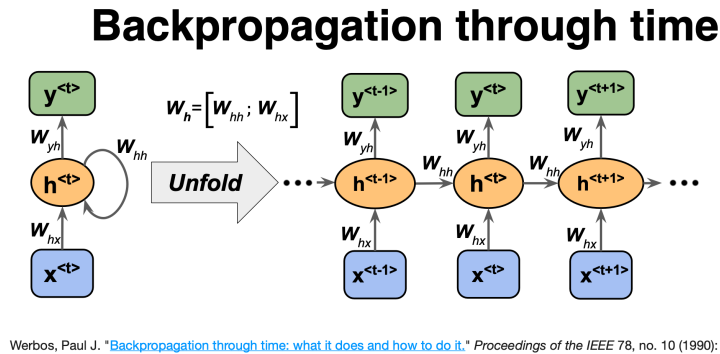 Backpropagation through time
y<t>
W_yh
W_hh
h<t>
W_hx
x<t>
W_h = [W_hh ; W_hx]
Unfold
y<t-1> y<t> y<t+1>
W_yh W_yh W_yh
••• h<t-1> W_hh h<t> W_hh h<t+1> •••
W_hx W_hx W_hx
x<t-1> x<t> x<t+1>
Werbos, Paul J. "Backpropagation through time: what it does and how to do it." Proceedings of the IEEE 78, no. 10 (1990):